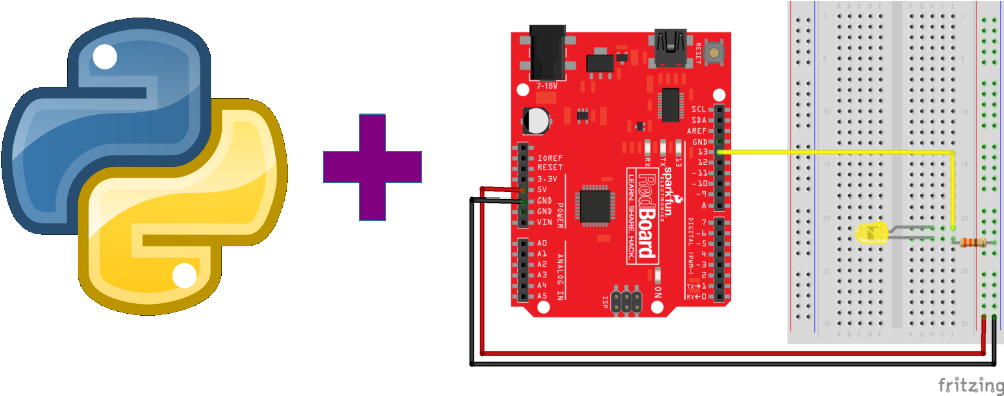 7-15V
RESET
SCL
SDA
AREF
GND
13
12
~11
~10
~9
8
RX
TX
13
IOREF
RESET
3.3V
5V
GND
GND
VIN
POWER
A0
A1
A2
A3
A4
A5
ANALOG IN
sparkfun
ELECTRONICS
RedBoard
LEARN. SHARE. HACK.
7
~6
~5
4
~3
2
TX→1
RX←0
DIGITAL (PWM~)
ISP
ON
A B C D E
F G H I J
fritzing